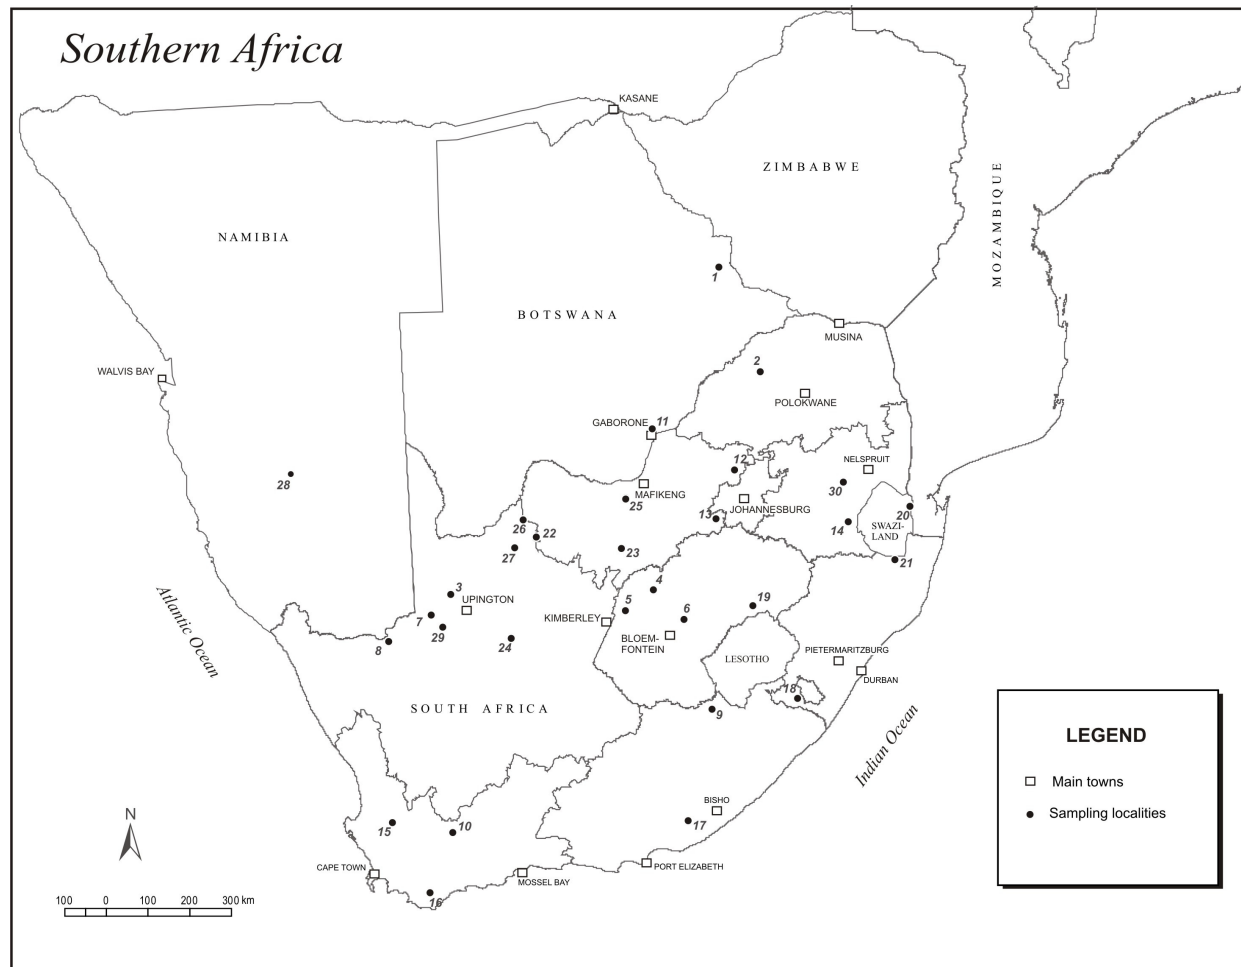 Southern Africa
KASANE
ZIMBABWE
MOZAMBIQUE
NAMIBIA
1
BOTSWANA
MUSINA
2
WALVIS BAY
POLOKWANE
GABORONE
11
12
NELSPRUIT
28
MAFIKENG
25
30
JOHANNESBURG
13
14
20
SWAZI-
LAND
26
22
27
23
21
3
4
UPINGTON
5
6
19
7
KIMBERLEY
29
BLOEM-
FONTEIN
8
24
PIETERMARITZBURG
LESOTHO
DURBAN
Atlantic Ocean
18
SOUTH AFRICA
9
Indian Ocean
LEGEND
Main towns
Sampling localities
BISHO
N
15
10
17
CAPE TOWN
PORT ELIZABETH
MOSSEL BAY
16
100 0 100 200 300 km